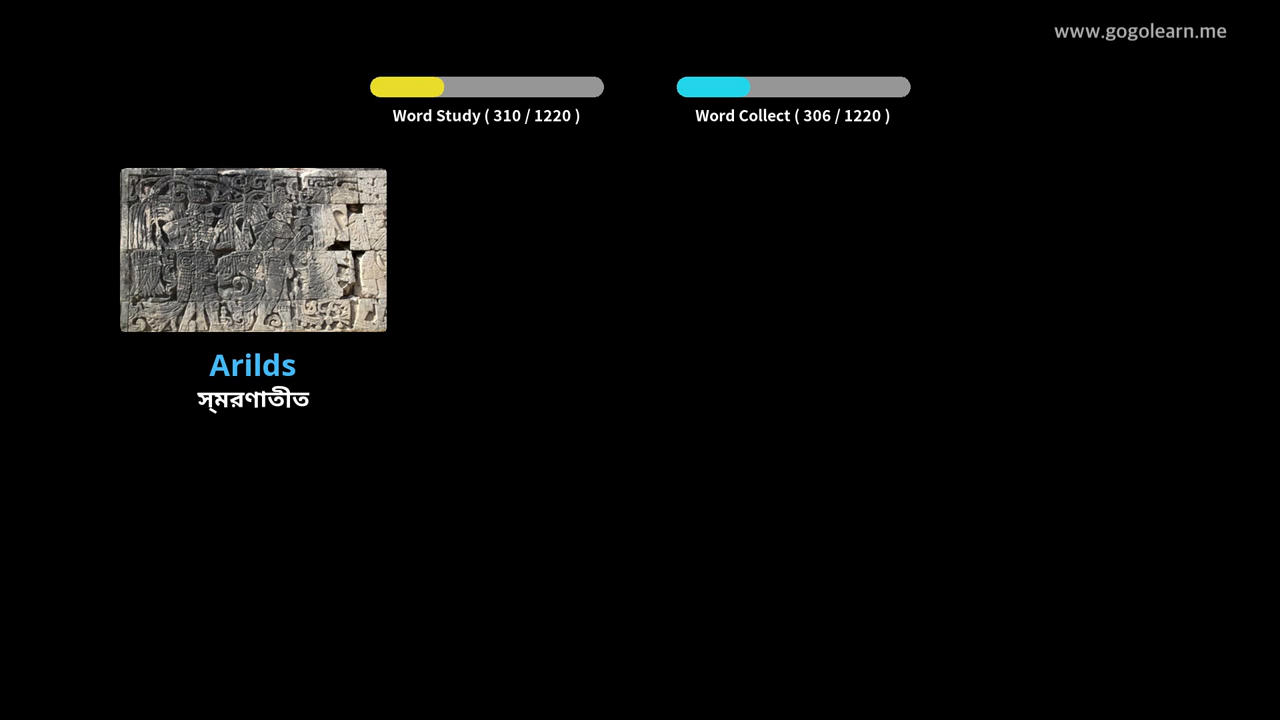 www.gogolearn.me
Word Study ( 310 / 1220 )
Word Collect ( 306 / 1220 )
Arilds
স্মরণাতীত